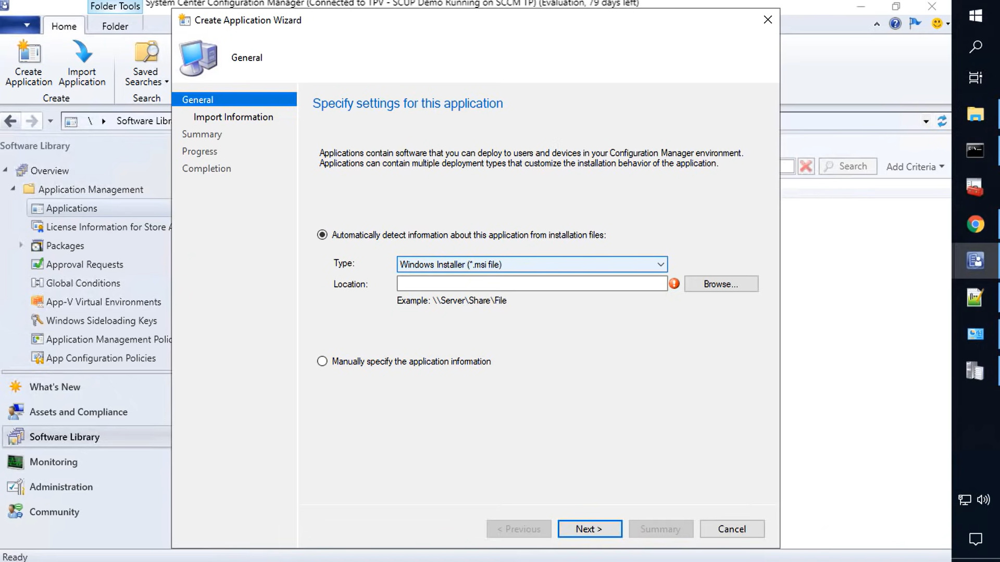 Folder Tools
System Center Configuration Manager (Connected to TPV - SCUP Demo Running on SCCM TP) (Evaluation, 79 days left)
Home
Folder
Create Application
Import Application
Saved Searches
Create
Search
\
Software Libr
Software Library
Overview
Application Management
Applications
License Information for Store A
Packages
Approval Requests
Global Conditions
App-V Virtual Environments
Windows Sideloading Keys
Application Management Polic
App Configuration Policies
What's New
Assets and Compliance
Software Library
Monitoring
Administration
Community
Ready
Create Application Wizard
General
General
Import Information
Summary
Progress
Completion
Specify settings for this application
Applications contain software that you can deploy to users and devices in your Configuration Manager environment.
Applications can contain multiple deployment types that customize the installation behavior of the application.
Automatically detect information about this application from installation files:
Type:
Windows Installer (*.msi file)
Location:
Browse...
Example: \\Server\Share\File
Manually specify the application information
< Previous
Next >
Summary
Cancel
Search
Add Criteria